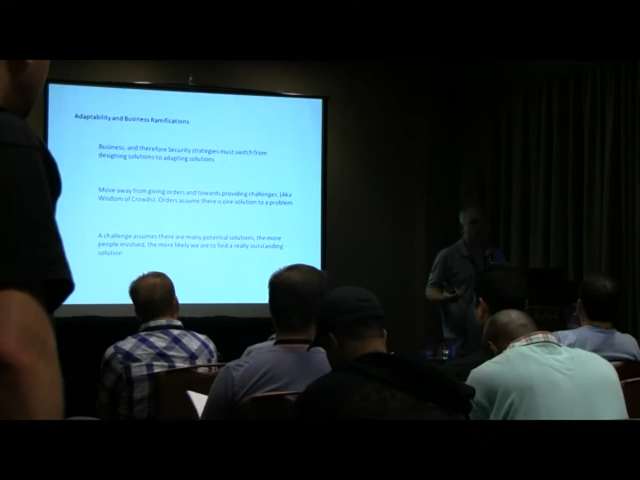 Adaptability and Business Ramifications
Business, and therefore Security strategies must switch from
designing solutions to adapting solutions
Move away from giving orders and towards providing challenges. (Aka
Wisdom of Crowds). Orders assume there is one solution to a problem
A challenge assumes there are many potential solutions, the more
people involved, the more likely we are to find a really outstanding
solution